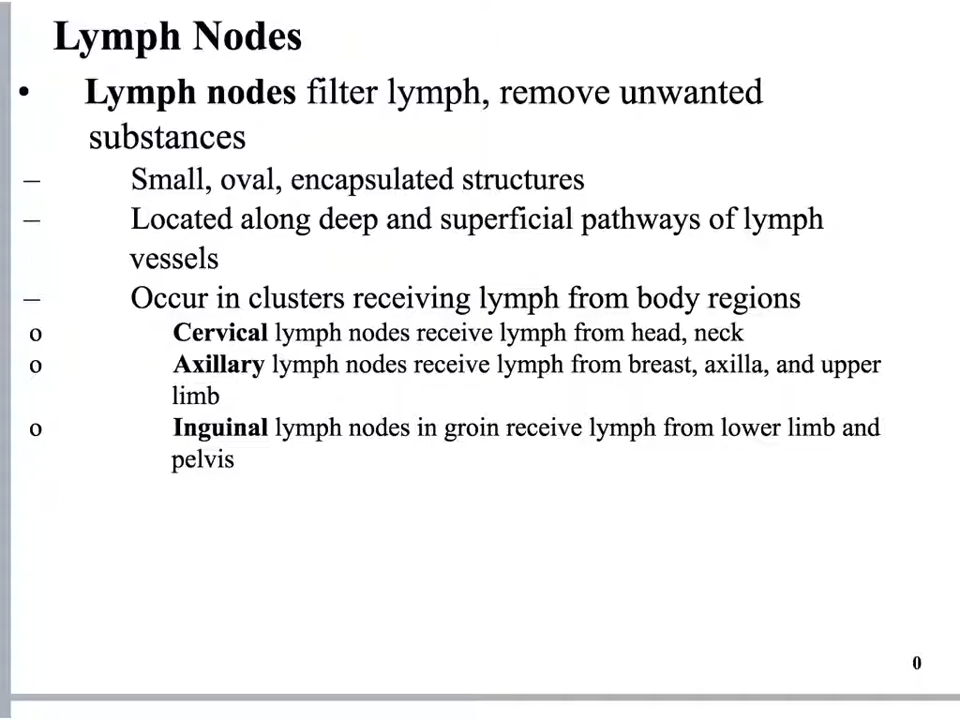 Lymph Nodes
• Lymph nodes filter lymph, remove unwanted
substances
– Small, oval, encapsulated structures
– Located along deep and superficial pathways of lymph
vessels
– Occur in clusters receiving lymph from body regions
o Cervical lymph nodes receive lymph from head, neck
o Axillary lymph nodes receive lymph from breast, axilla, and upper
limb
o Inguinal lymph nodes in groin receive lymph from lower limb and
pelvis
0